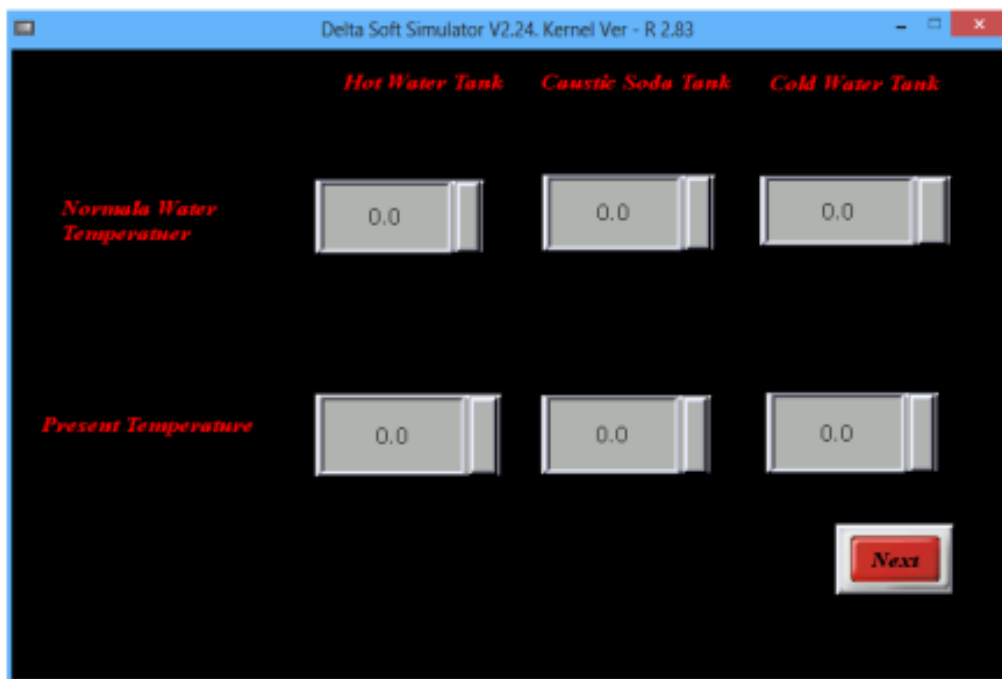 Delta Soft Simulator V2.24. Kernel Ver - R 2.83
Hot Water Tank Caustic Soda Tank Cold Water Tank
Normala Water
Temperatuer
0.0 0.0 0.0
Present Temperature
0.0 0.0 0.0
Next